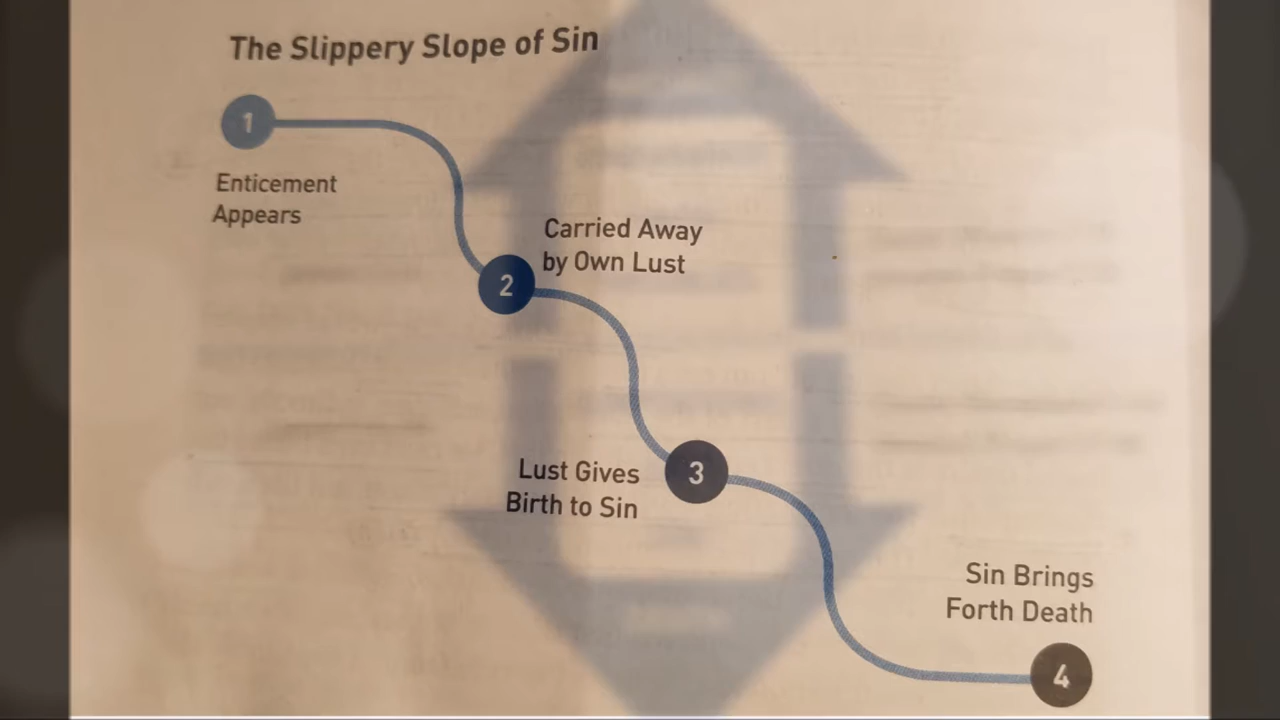 The Slippery Slope of Sin
1
Enticement
Appears
2
Carried Away
by Own Lust
3
Lust Gives
Birth to Sin
Sin Brings
Forth Death
4